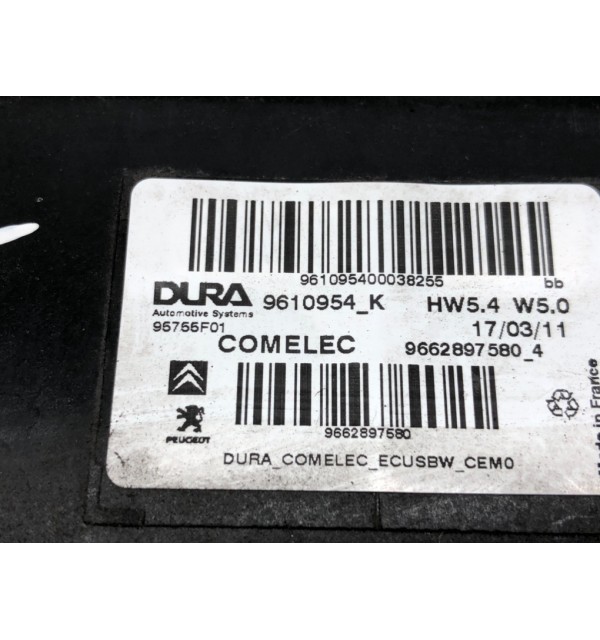 961095400038255 bb
DURA 9610954_K HW5.4 W5.0
Automotive Systems 17/03/11
95755F01
COMELEC 9662897580_4
PEUGEOT
9662897580
DURA_COMELEC_ECUSBW_CEM0
Made in France